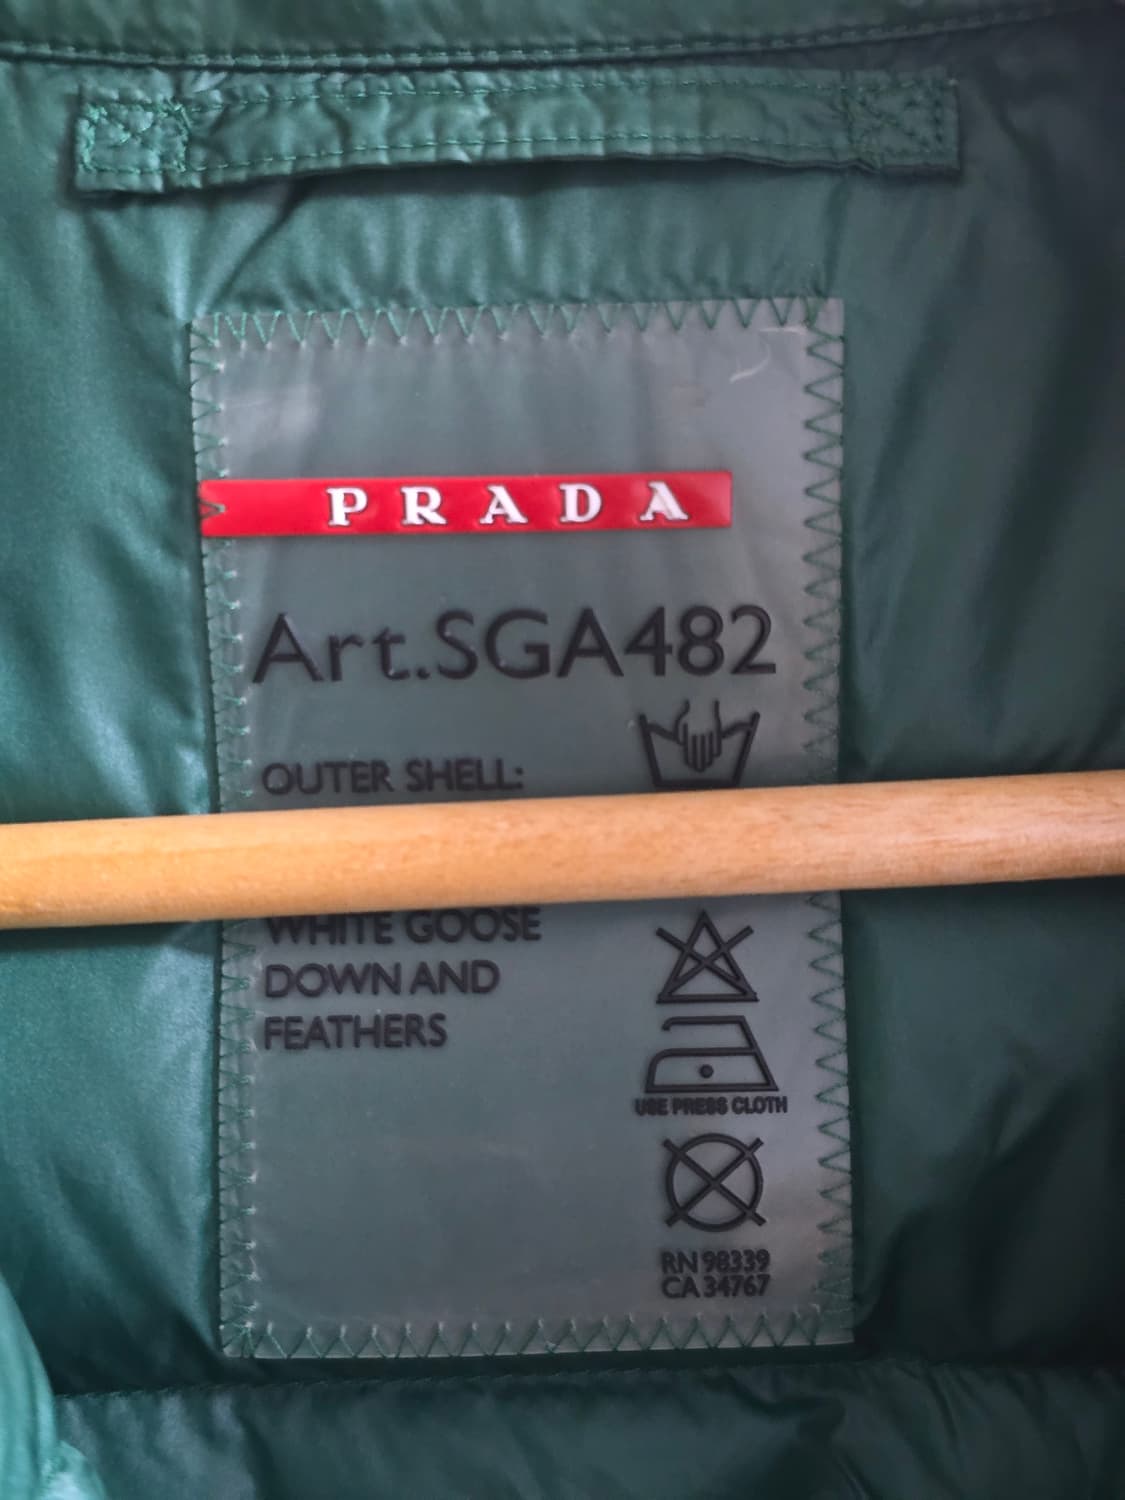 PRADA
Art.SGA482
OUTER SHELL:
WHITE GOOSE
DOWN AND
FEATHERS
USE PRESS CLOTH
RN 98339
CA 34767